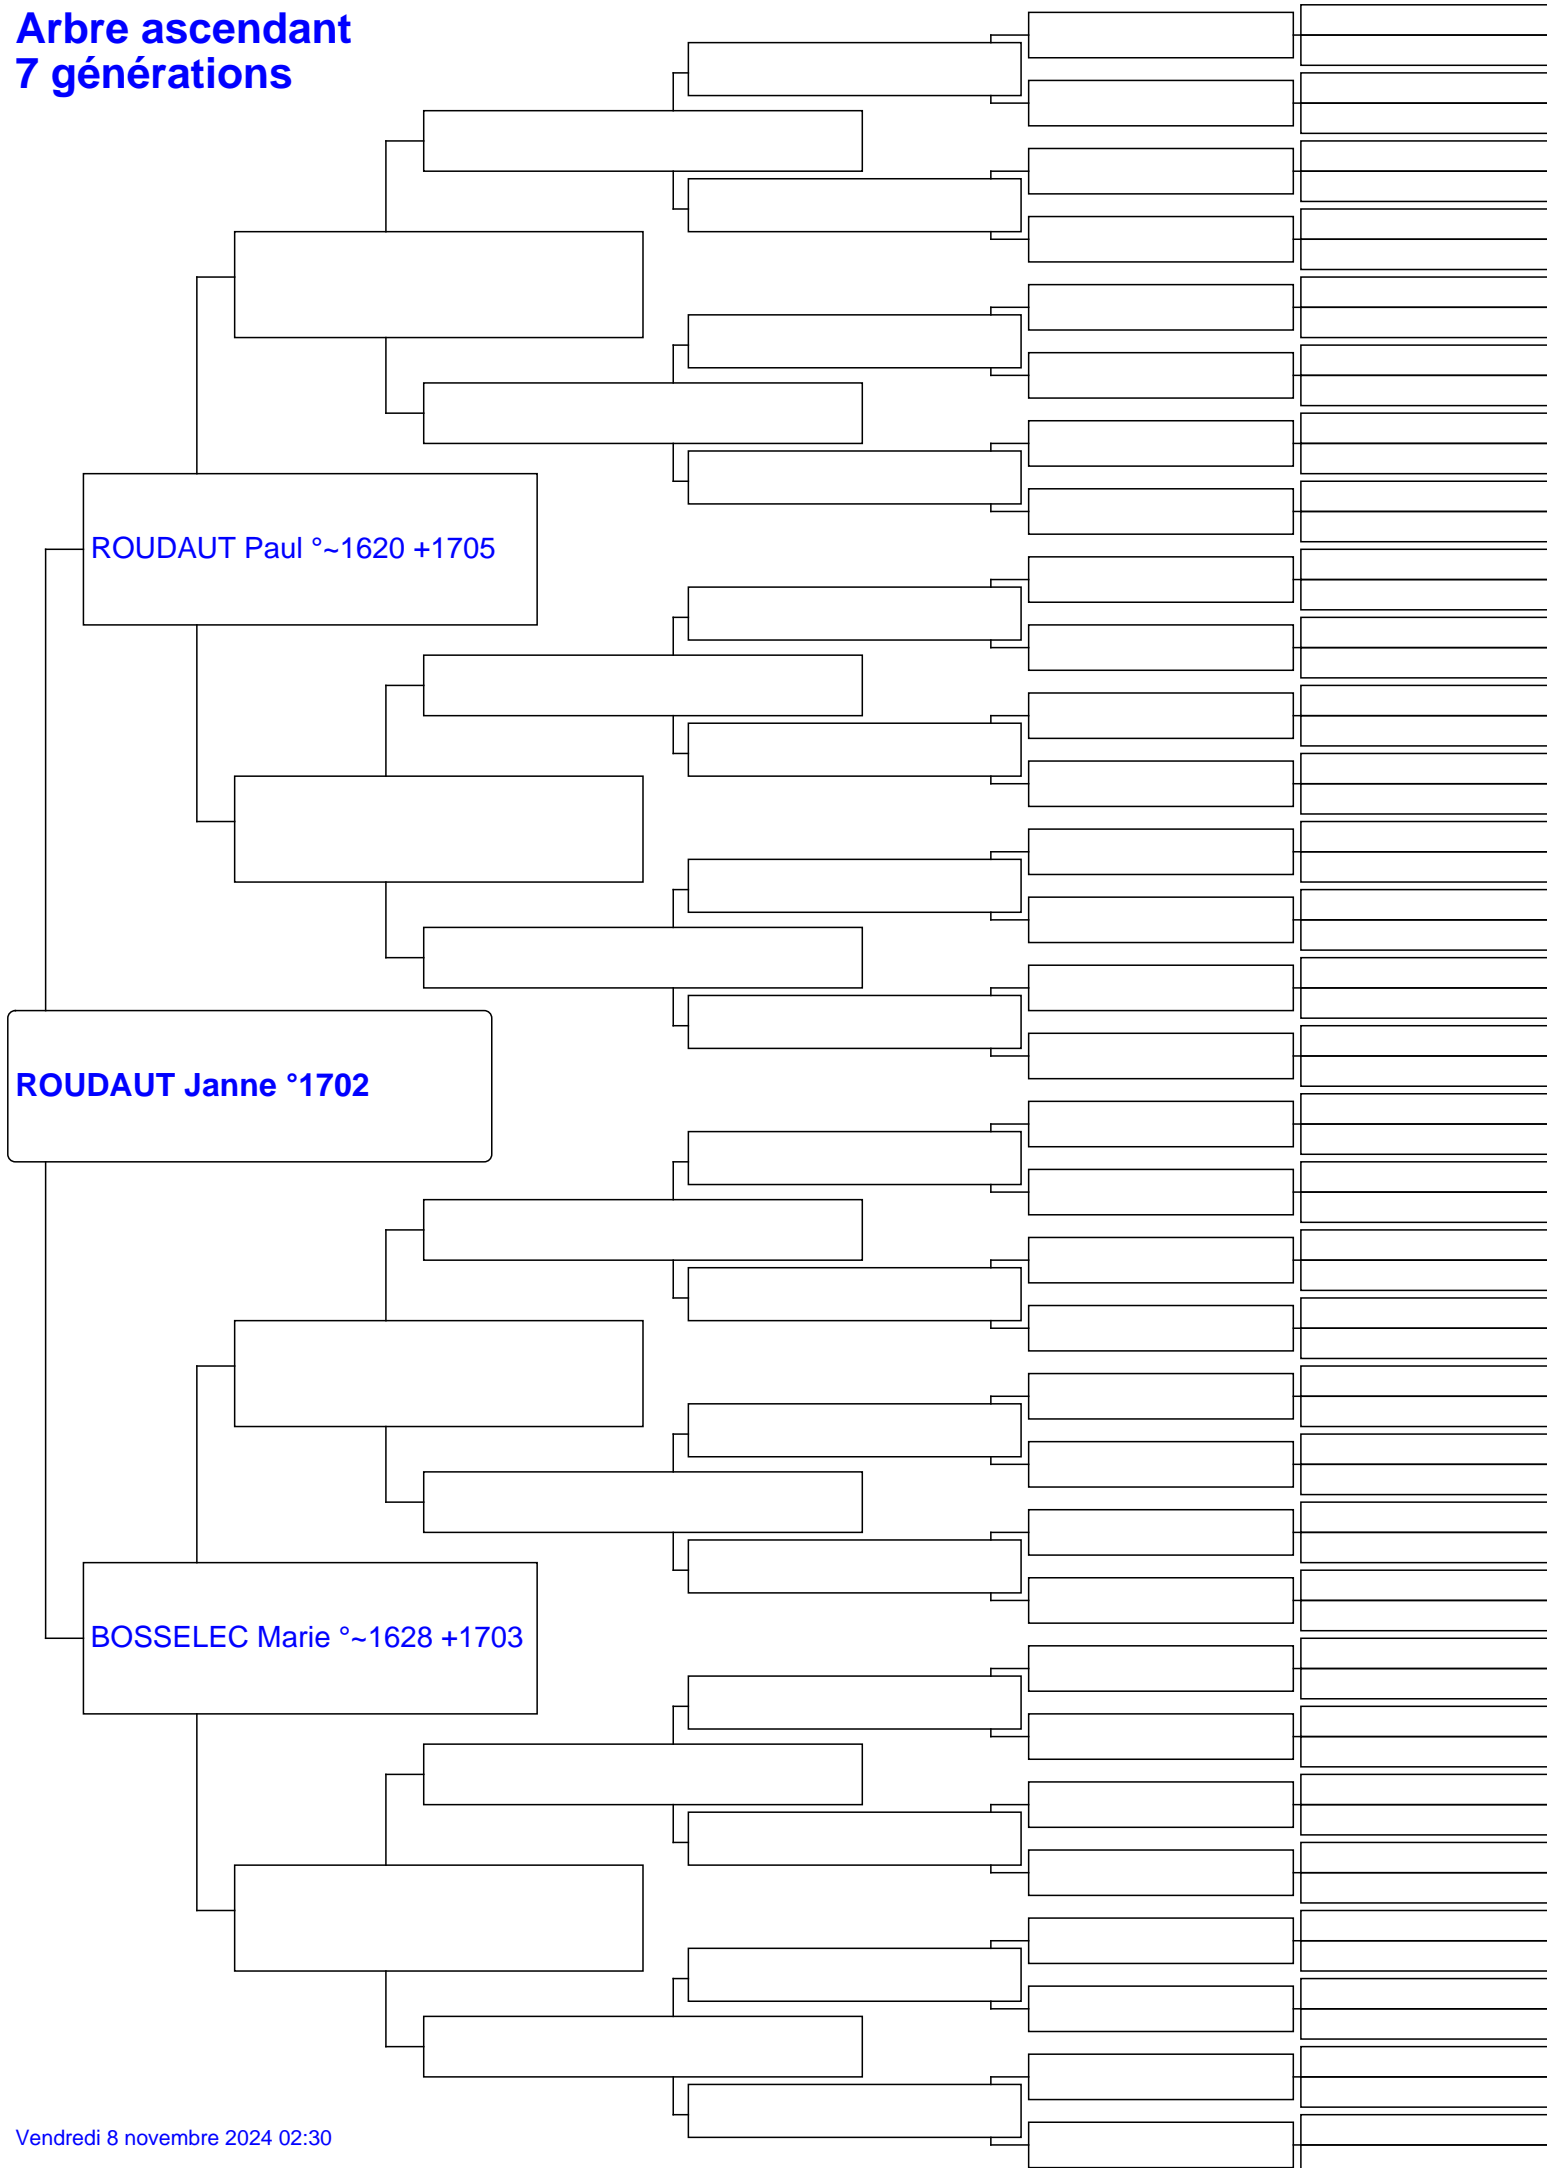 Arbre ascendant
7 générations
ROUDAUT Paul °~1620 +1705
ROUDAUT Janne °1702
BOSSELEC Marie °~1628 +1703
Vendredi 8 novembre 2024 02:30